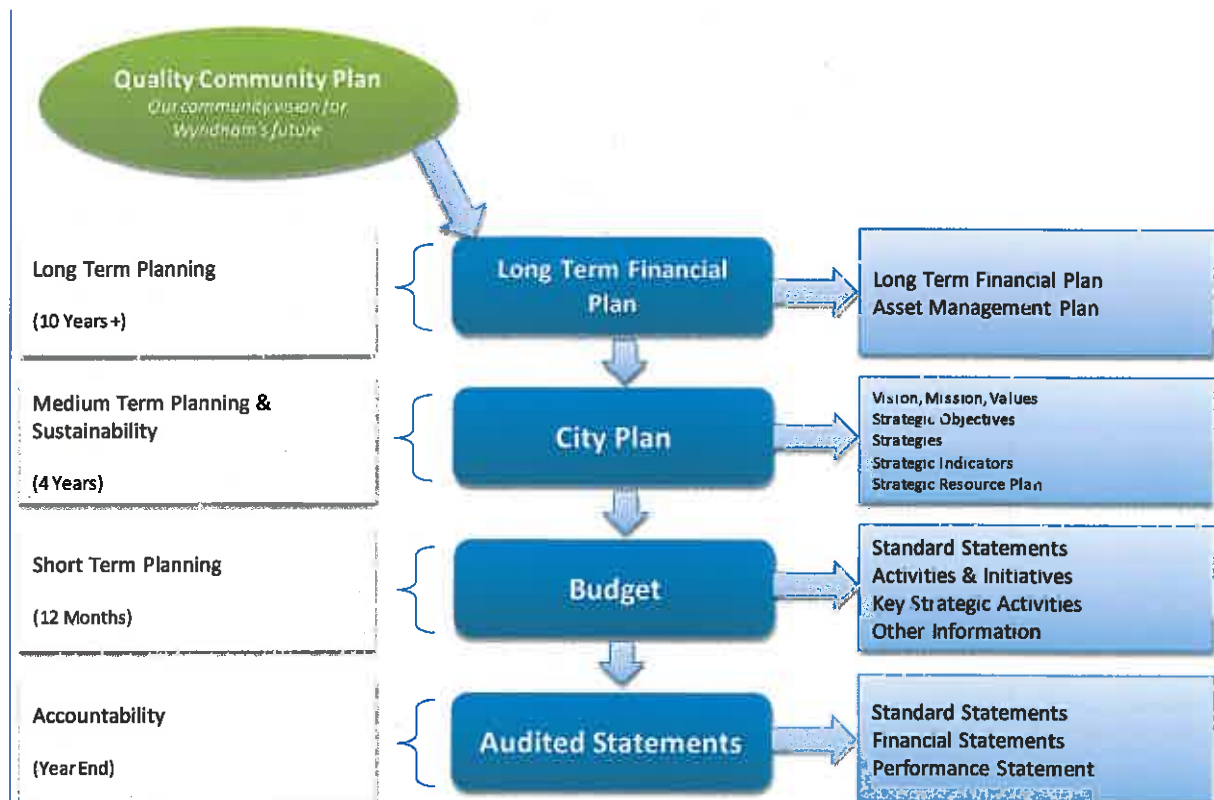 Quality Community Plan
Our community vision for
Wyndham's future
Long Term Planning
(10 Years+)
Long Term Financial
Plan
Long Term Financial Plan
Asset Management Plan
Medium Term Planning &
Sustainability
(4 Years)
City Plan
Vision, Mission, Values
Strategic Objectives
Strategies
Strategic Indicators
Strategic Resource Plan
Short Term Planning
(12 Months)
Budget
Standard Statements
Activities & Initiatives
Key Strategic Activities
Other Information
Accountability
(Year End)
Audited Statements
Standard Statements
Financial Statements
Performance Statement